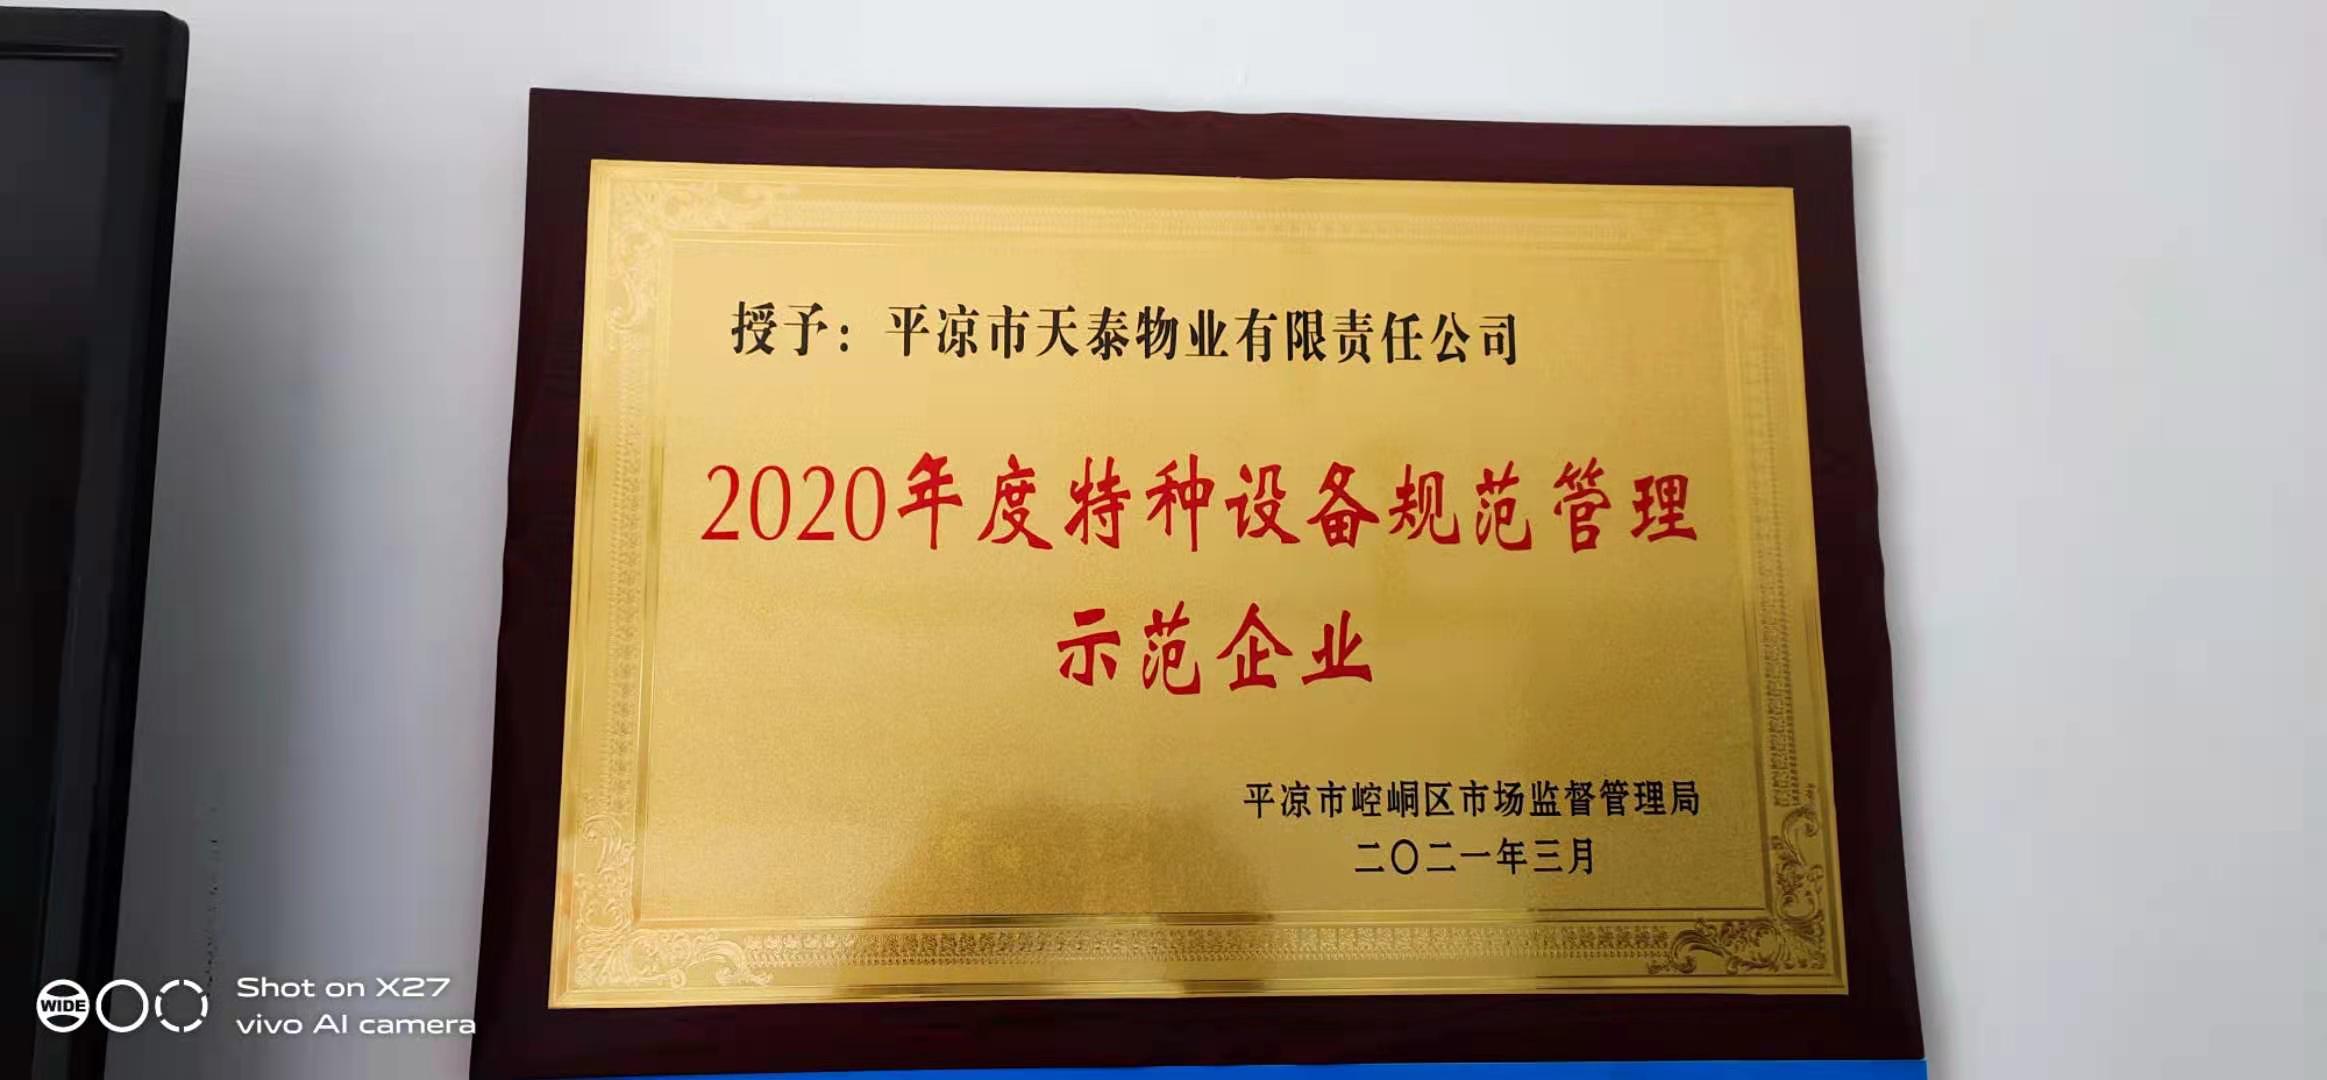 授予：平凉市天泰物业有限责任公司
2020年度特种设备规范管理
示范企业
平凉市崆峒区市场监督管理局
二〇二一年三月
WIDE
Shot on X27
vivo AI camera